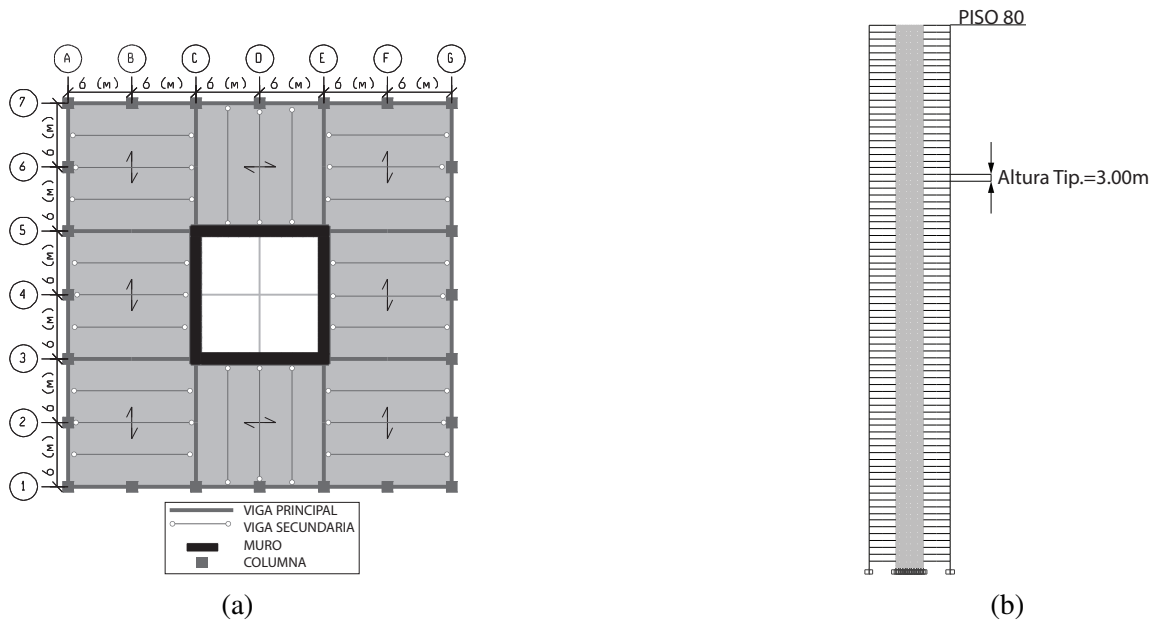 A B C D E F G
6 (M) 6 (M) 6 (M) 6 (M) 6 (M) 6 (M)
7
6 (M)
6
6 (M)
5
6 (M)
4
6 (M)
3
6 (M)
2
6 (M)
1
VIGA PRINCIPAL
VIGA SECUNDARIA
MURO
COLUMNA
(a)
PISO 80
Altura Tip.=3.00m
(b)